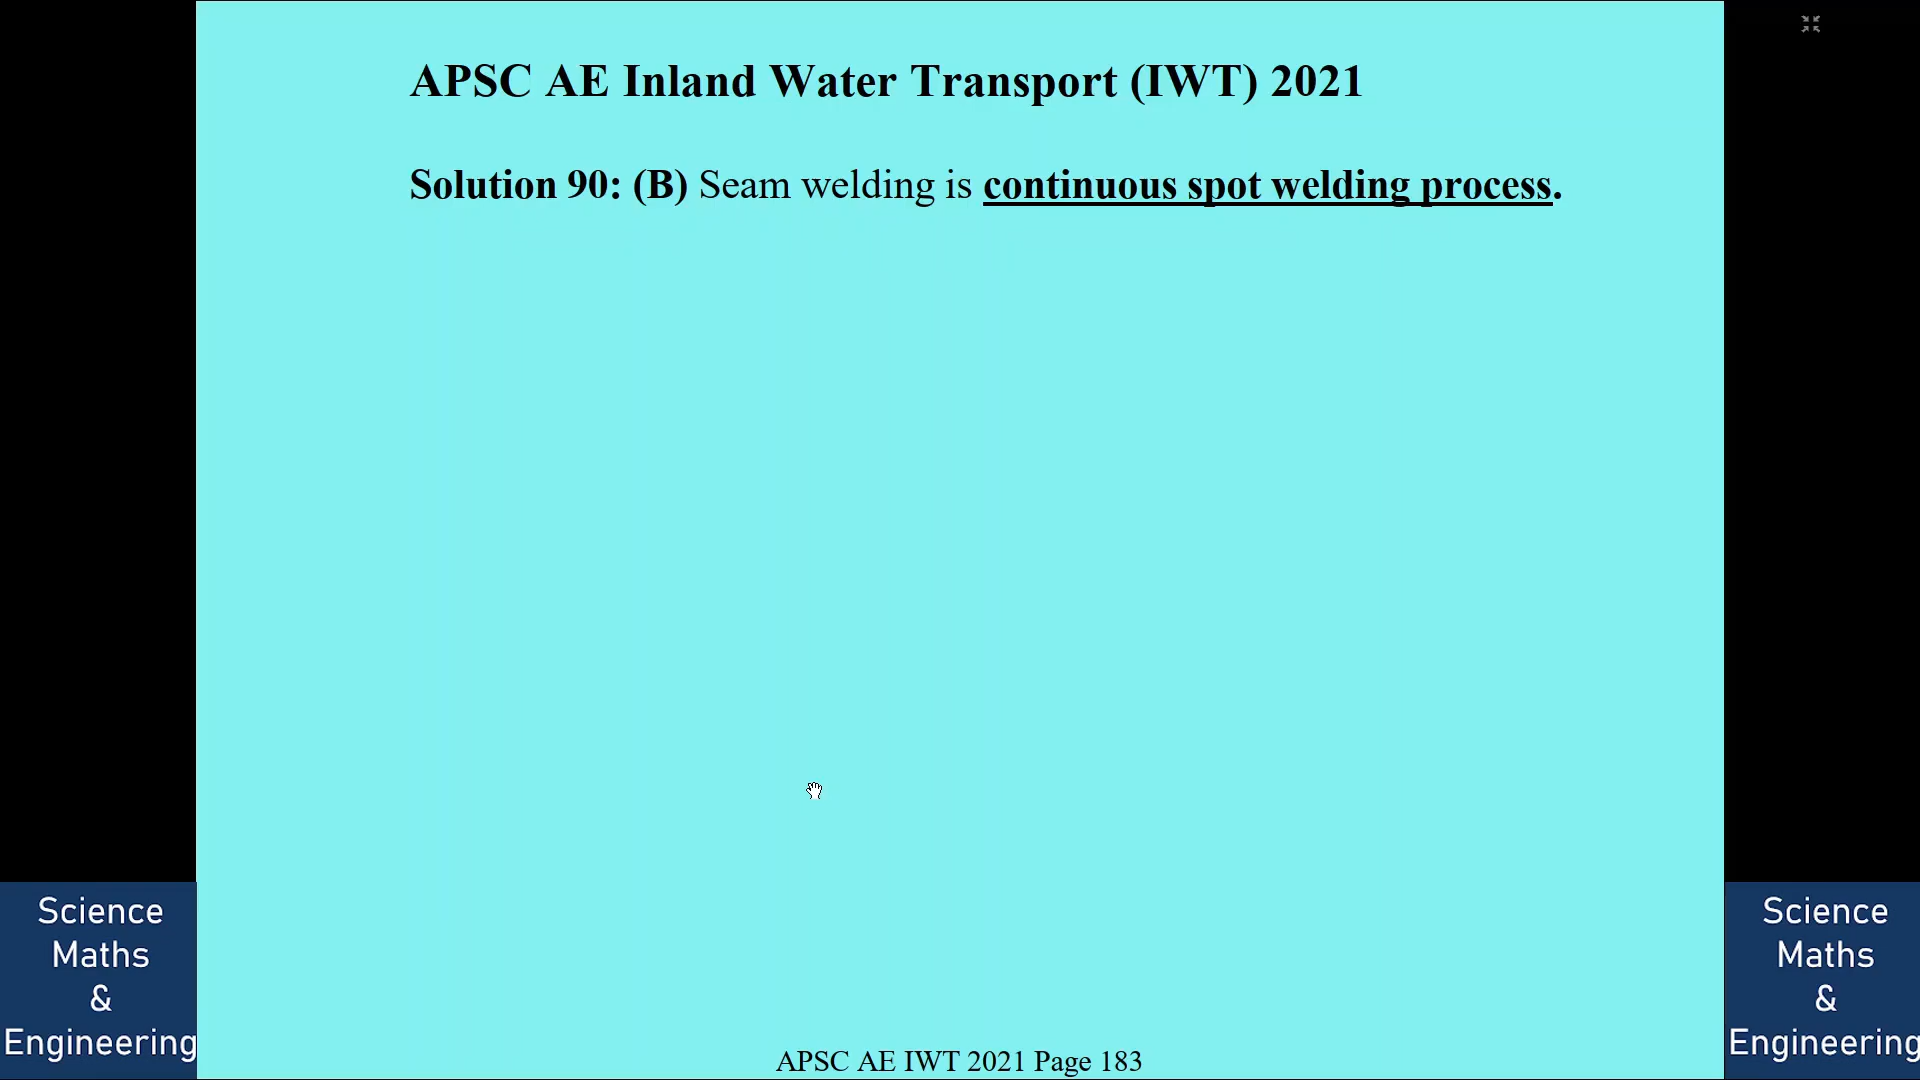 APSC AE Inland Water Transport (IWT) 2021
Solution 90: (B) Seam welding is continuous spot welding process.
Science
Maths
&
Engineering
Science
Maths
&
Engineering
APSC AE IWT 2021 Page 183